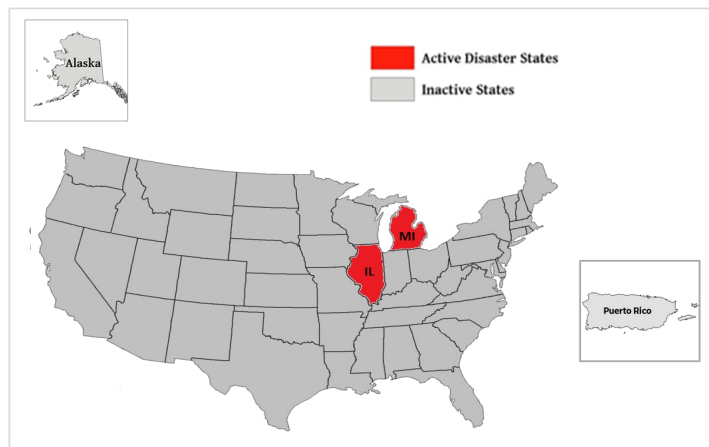 Alaska
Active Disaster States
Inactive States
MI
IL
Puerto Rico